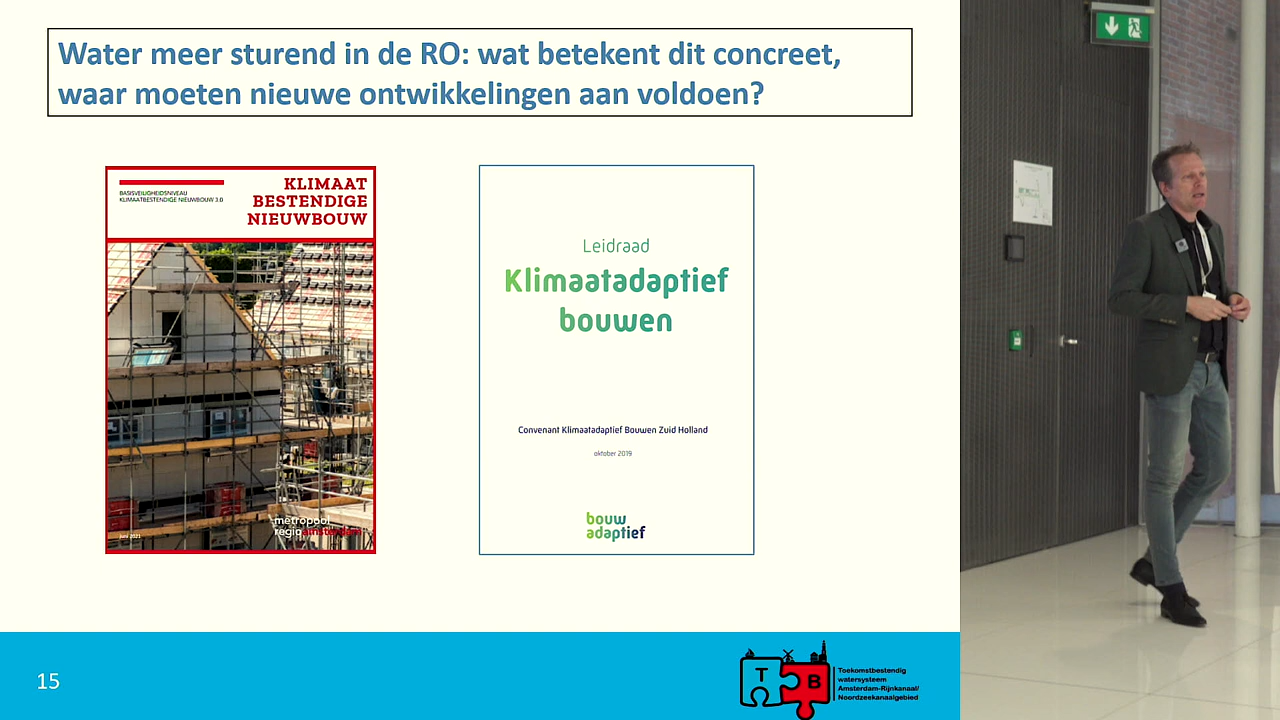 Water meer sturend in de RO: wat betekent dit concreet,
waar moeten nieuwe ontwikkelingen aan voldoen?
BASISVEILIGHEIDSNIVEAU
KLIMAATBESTENDIGE NIEUWBOUW 3.0
KLIMAAT
BESTENDIGE
NIEUWBOUW
metropool
regioamsterdam
juni 2021
Leidraad
Klimaatadaptief
bouwen
Convenant Klimaatadaptief Bouwen Zuid Holland
oktober 2019
bouw
adaptief
15
T
B
Toekomstbestendig
watersysteem
Amsterdam-Rijnkanaal/
Noordzeekanaalgebied